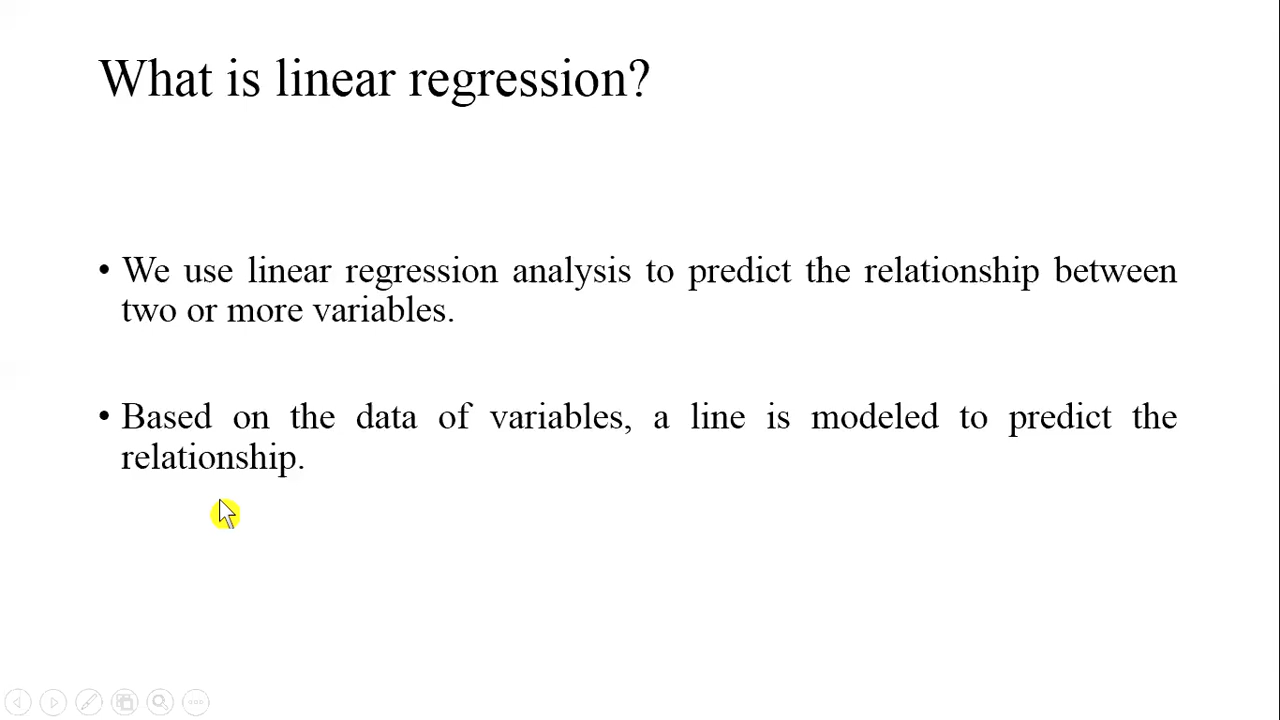 What is linear regression?
• We use linear regression analysis to predict the relationship between
two or more variables.
• Based on the data of variables, a line is modeled to predict the
relationship.